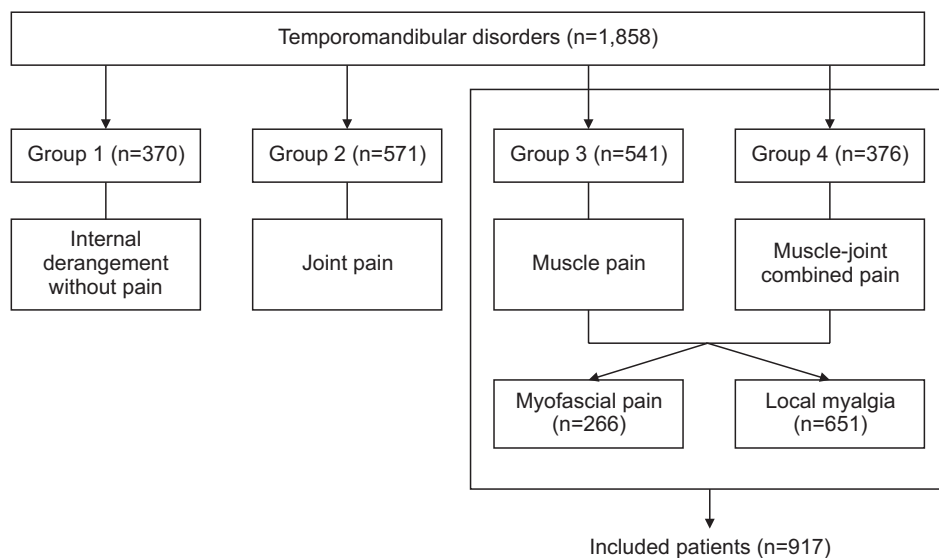 Temporomandibular disorders (n=1,858)
Group 1 (n=370)
Group 2 (n=571)
Group 3 (n=541)
Group 4 (n=376)
Internal
derangement
without pain
Joint pain
Muscle pain
Muscle-joint
combined pain
Myofascial pain
(n=266)
Local myalgia
(n=651)
Included patients (n=917)